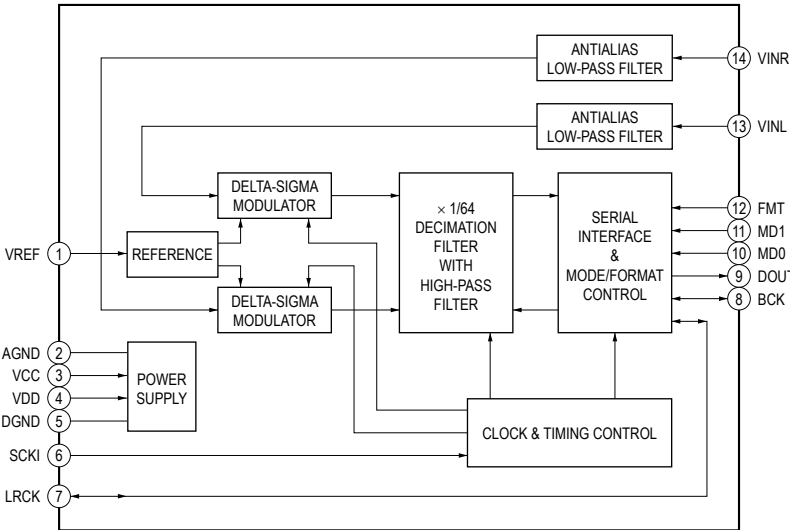 ANTIALIAS
LOW-PASS FILTER
14 VINR
ANTIALIAS
LOW-PASS FILTER
13 VINL
DELTA-SIGMA
MODULATOR
× 1/64
DECIMATION
FILTER
WITH
HIGH-PASS
FILTER
SERIAL
INTERFACE
&
MODE/FORMAT
CONTROL
12 FMT
11 MD1
10 MD0
9 DOUT
8 BCK
VREF 1
REFERENCE
DELTA-SIGMA
MODULATOR
AGND 2
VCC 3
VDD 4
DGND 5
POWER
SUPPLY
CLOCK & TIMING CONTROL
SCKI 6
LRCK 7